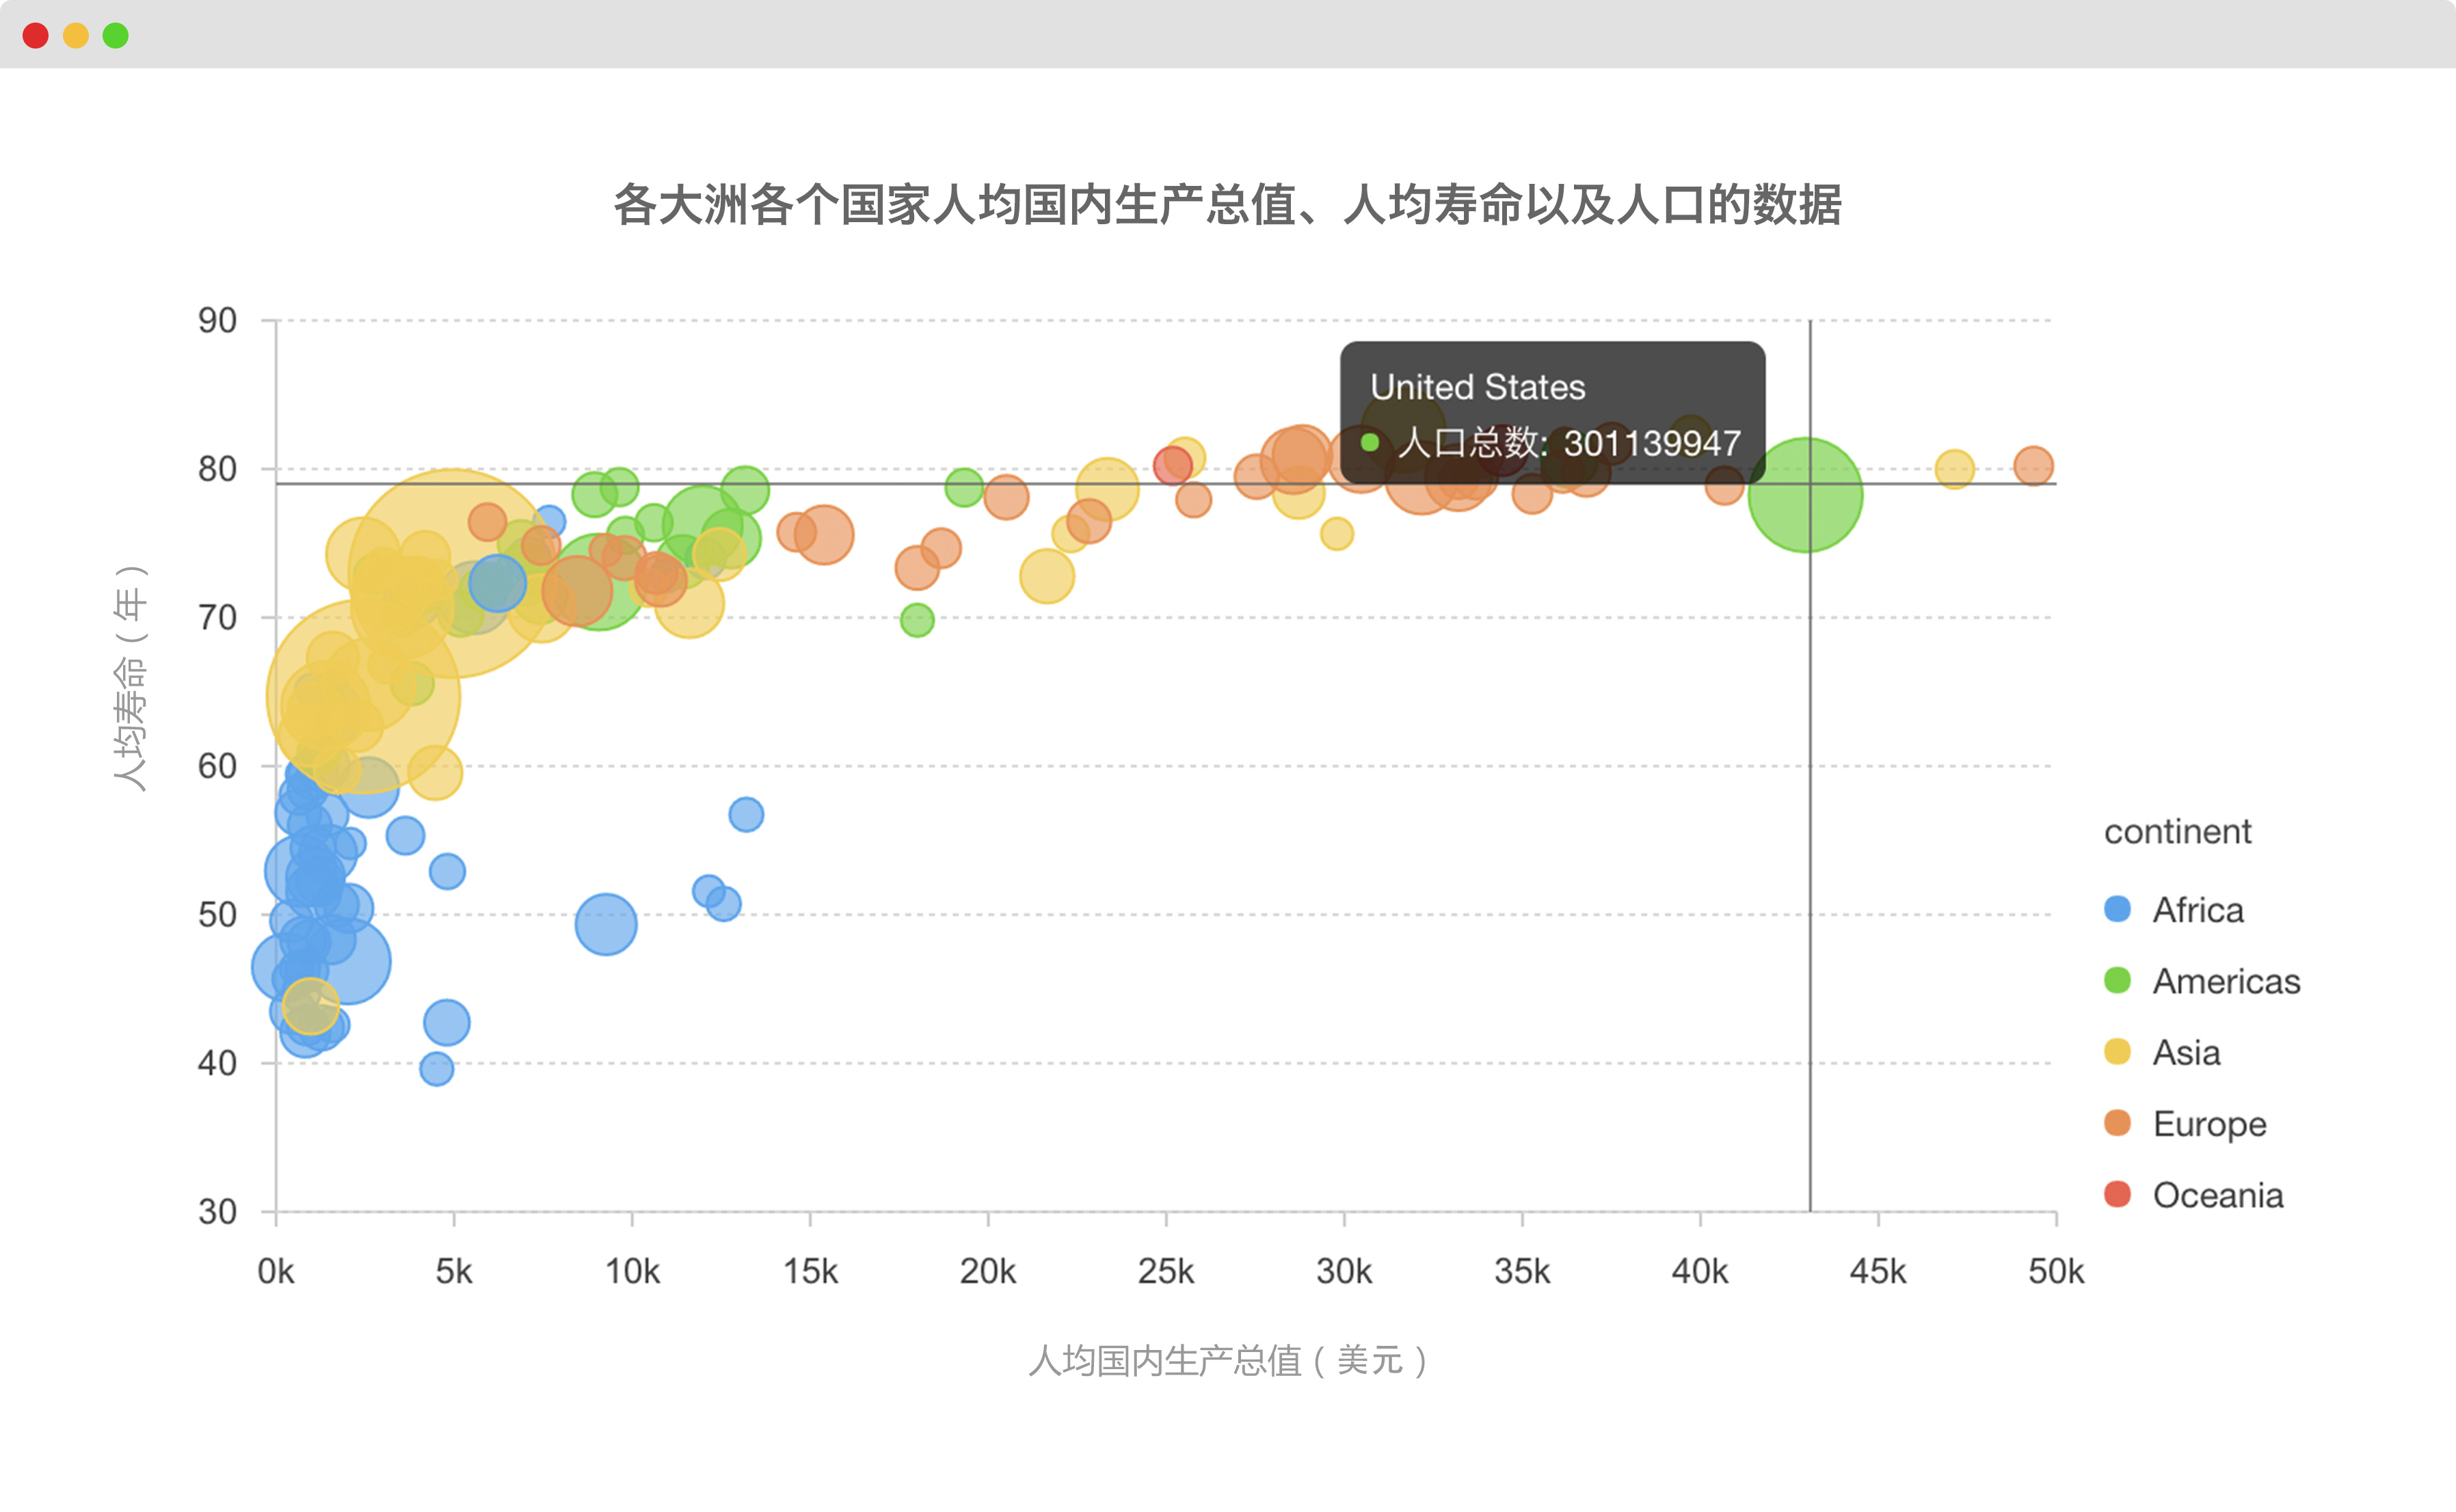 各大洲各个国家人均国内生产总值、人均寿命以及人口的数据
90
80
70
60
50
40
30
人均寿命（年）
United States
人口总数: 301139947
continent
Africa
Americas
Asia
Europe
Oceania
0k 5k 10k 15k 20k 25k 30k 35k 40k 45k 50k
人均国内生产总值（美元）